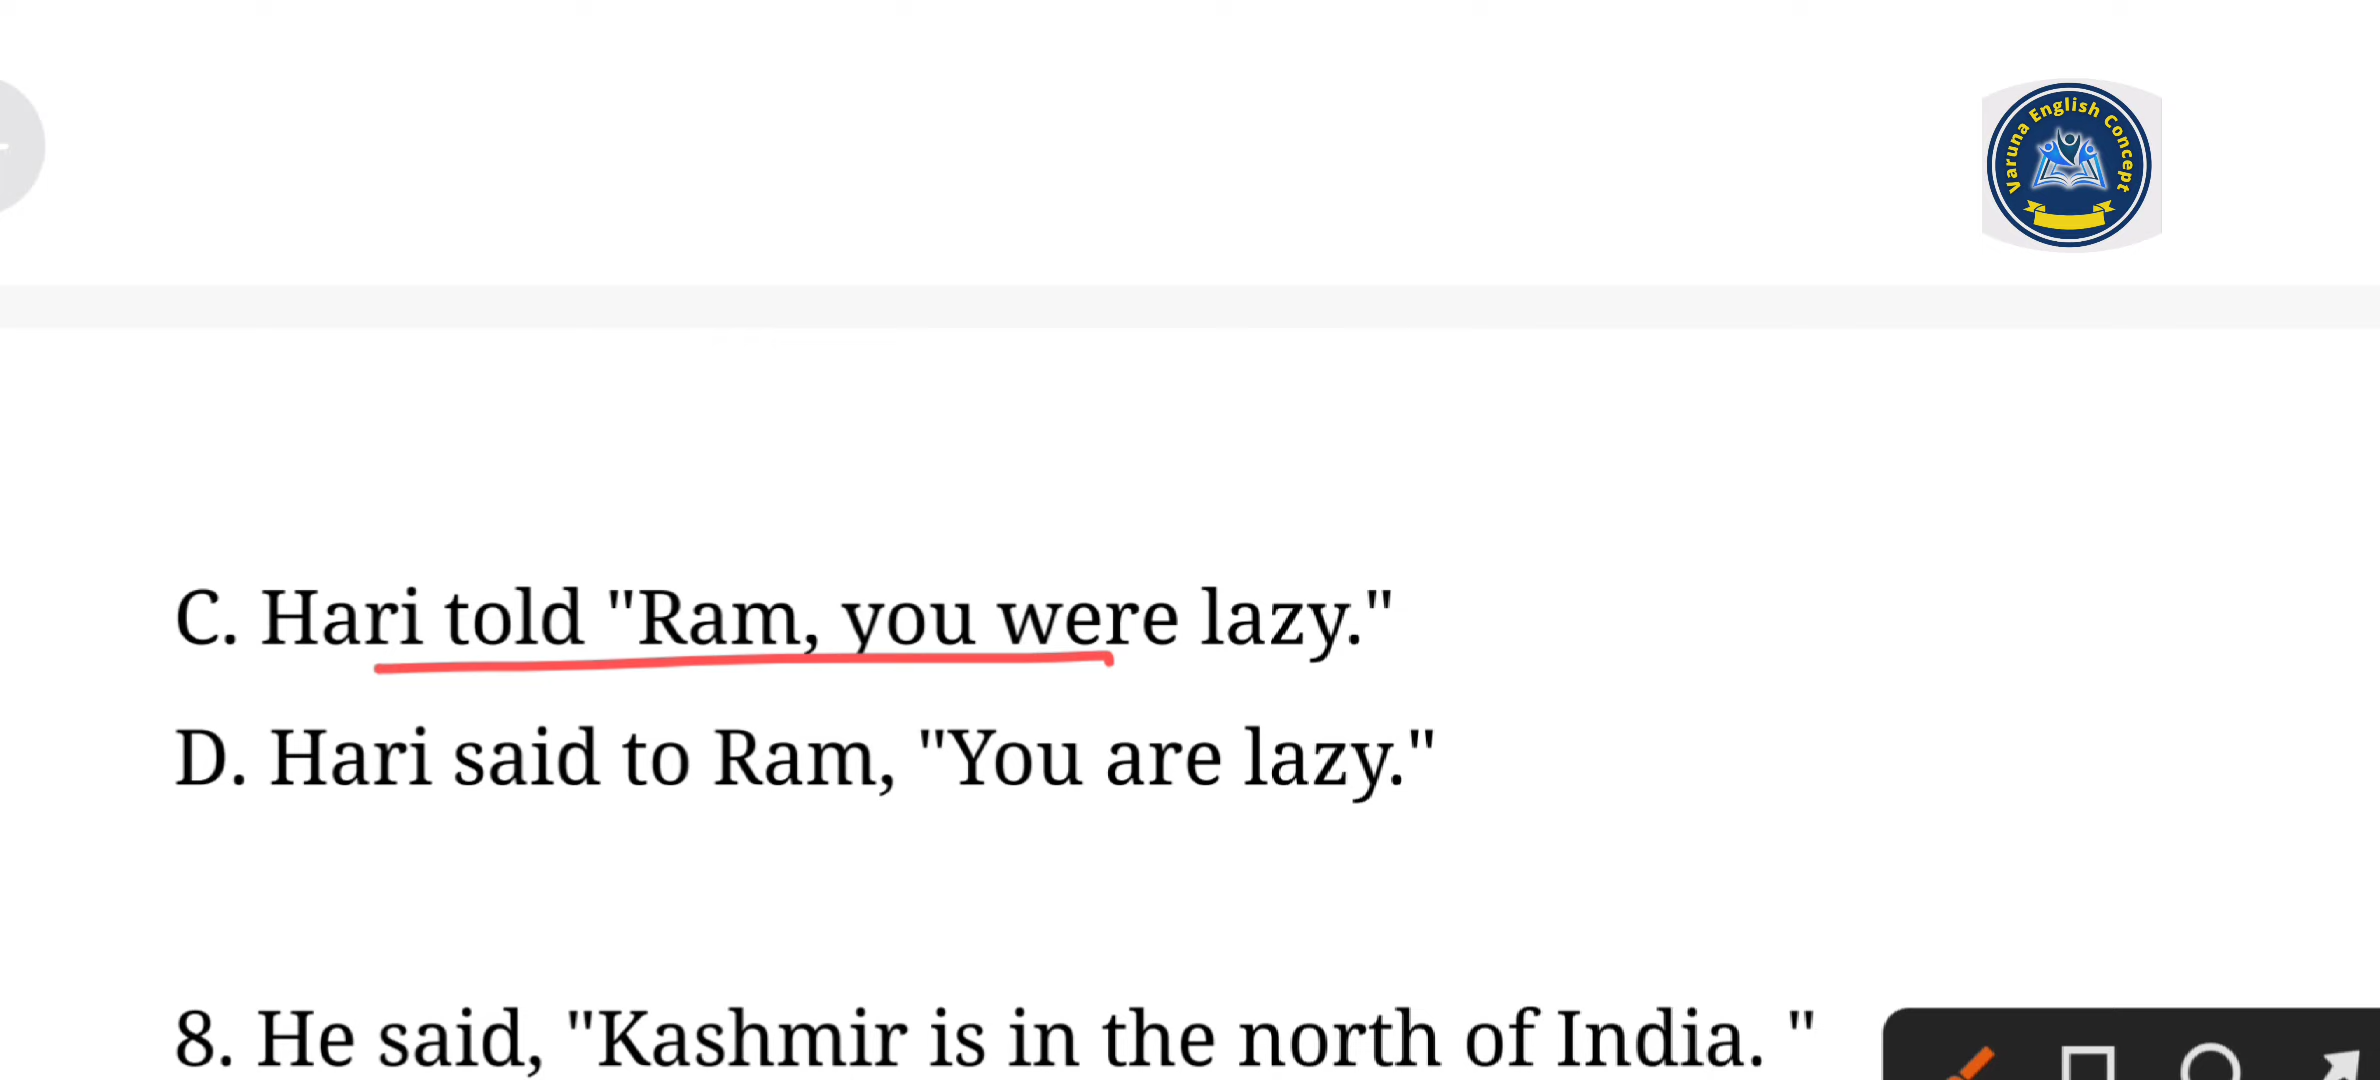 Varuna English Concept
C. Hari told "Ram, you were lazy."
D. Hari said to Ram, "You are lazy."
8. He said, "Kashmir is in the north of India. "